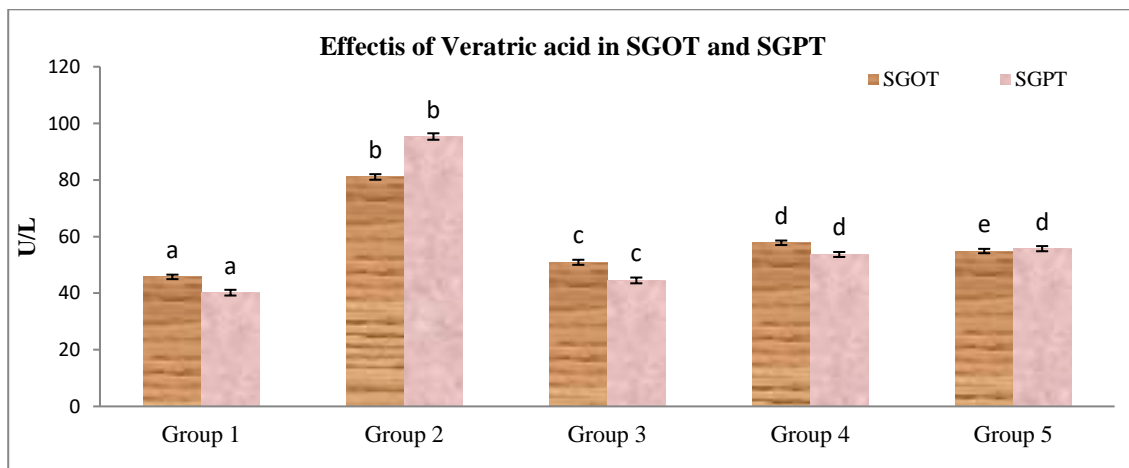 Effectis of Veratric acid in SGOT and SGPT
SGOT SGPT
U/L
120
100
80
60
40
20
0
a a b b c c d d e d
Group 1 Group 2 Group 3 Group 4 Group 5